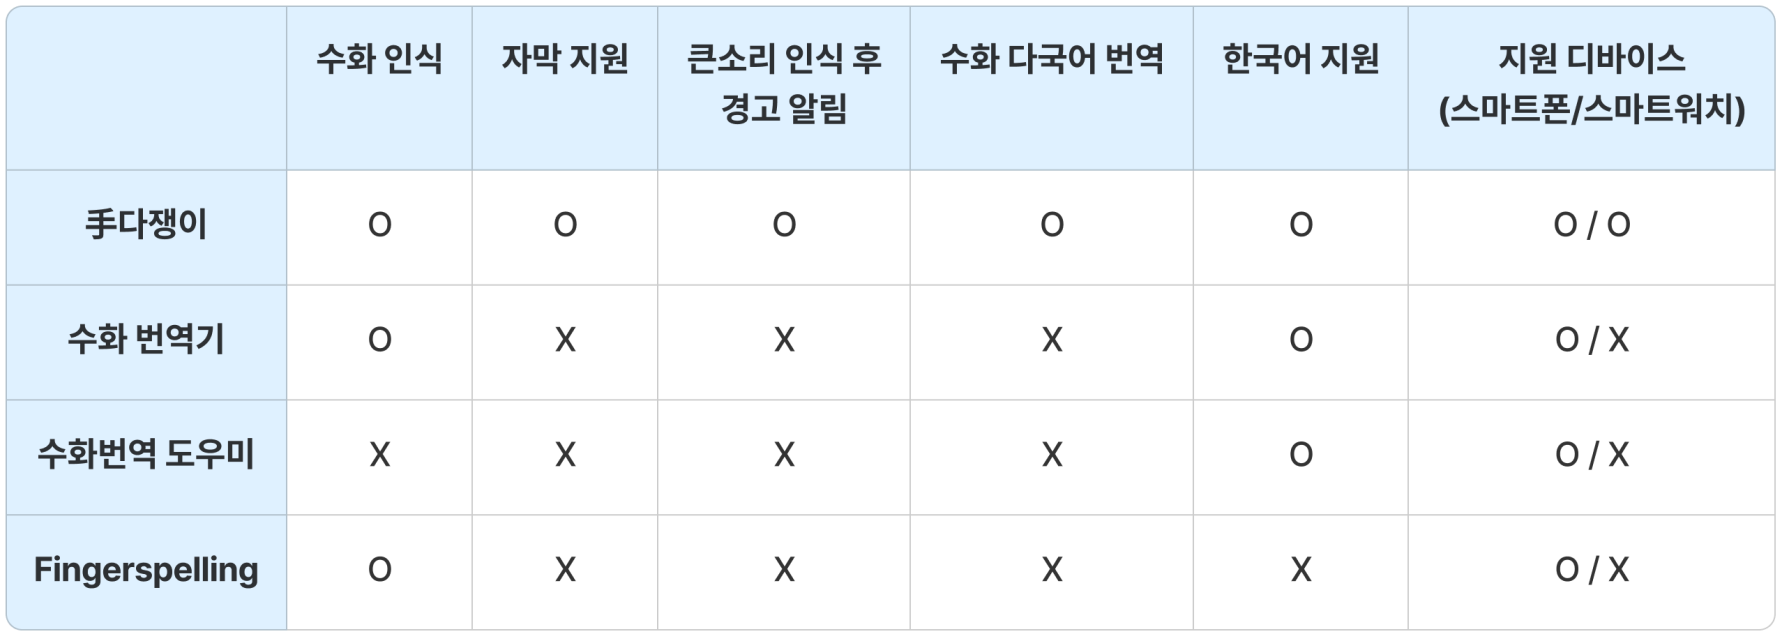 수화 인식 자막 지원 큰소리 인식 후 수화 다국어 번역 한국어 지원 지원 디바이스
경고 알림 (스마트폰/스마트워치)
手다쟁이 O O O O O O / O
수화 번역기 O X X X O O / X
수화번역 도우미 X X X X O O / X
Fingerspelling O X X X X O / X